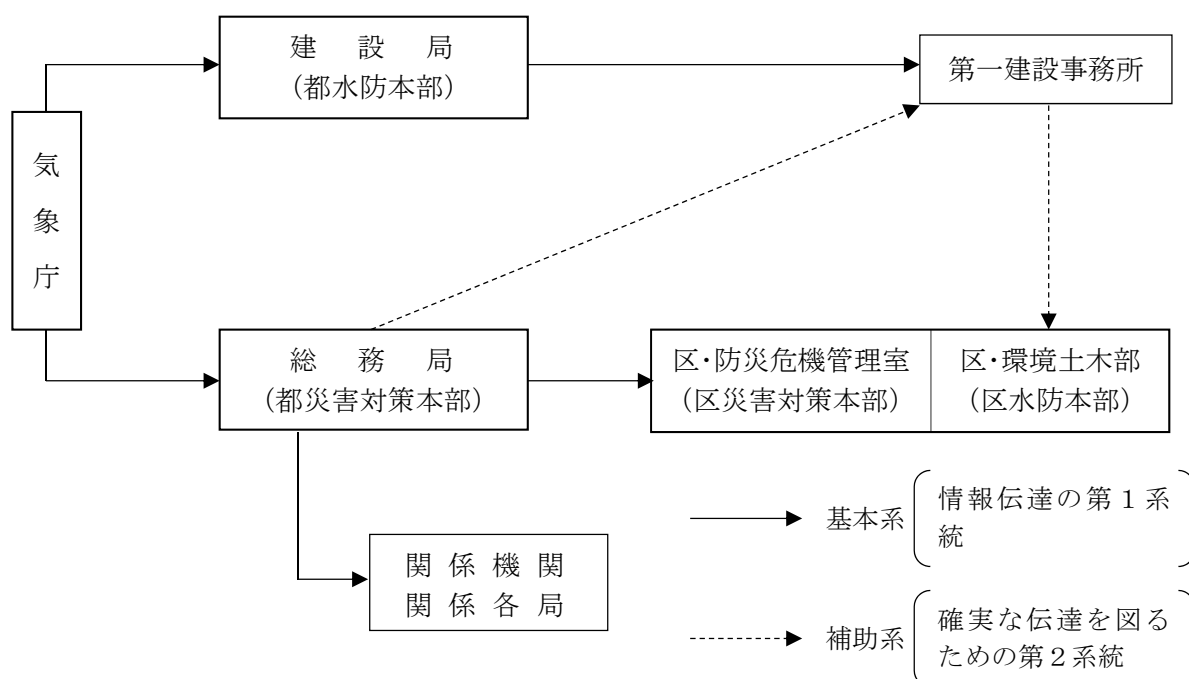 建設局
(都水防本部)
第一建設事務所
気象庁
総務局
(都災害対策本部)
区・防災危機管理室
(区災害対策本部)
区・環境土木部
(区水防本部)
関係機関
関係各局
基本系
情報伝達の第１系
統
補助系
確実な伝達を図る
ための第２系統